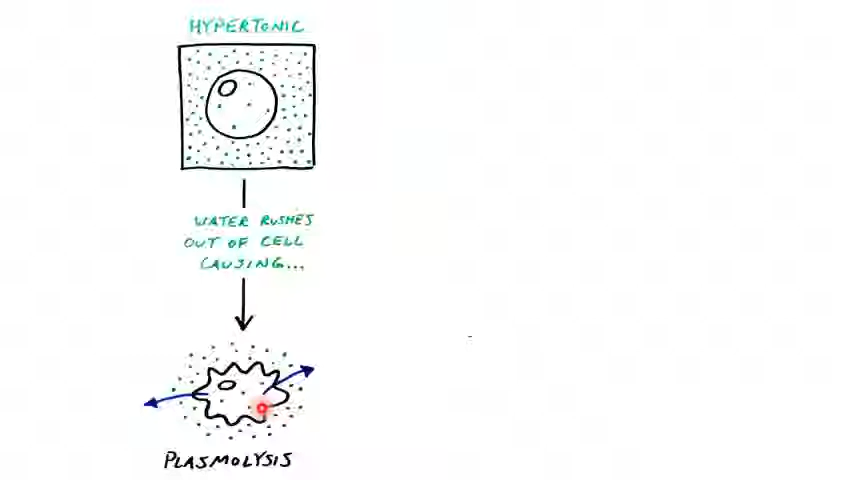 HYPERTONIC
WATER RUSHES
OUT OF CELL
CAUSING...
PLASMOLYSIS